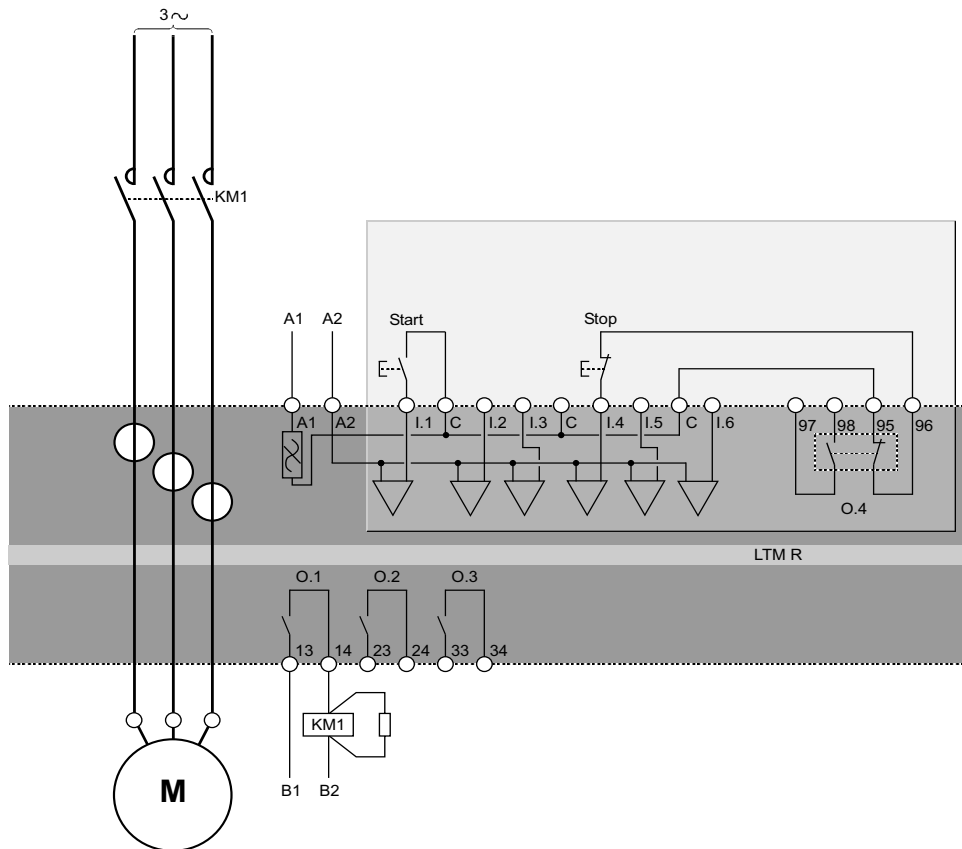 3～
KM1
A1 A2 Start Stop
A1 A2 I.1 C I.2 I.3 C I.4 I.5 C I.6 97 98 95 96
O.4
LTM R
O.1 O.2 O.3
13 14 23 24 33 34
KM1
M
B1 B2